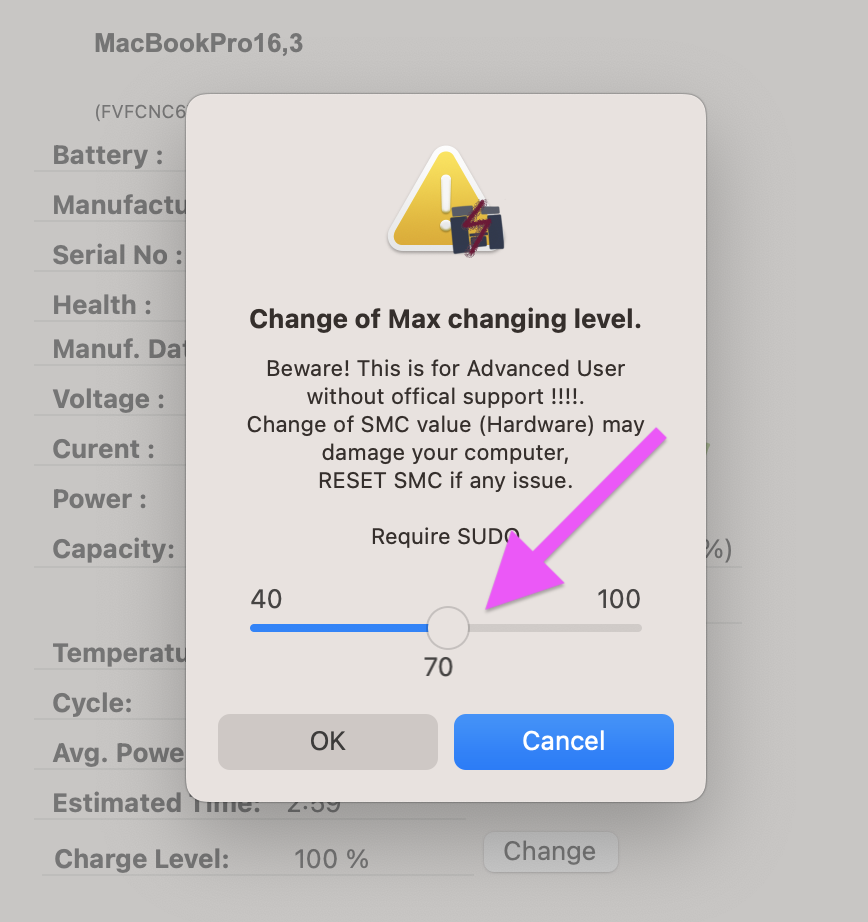 MacBookPro16,3
(FVFCNC6
Battery :
Manufactu
Serial No :
Health :
Manuf. Dat
Voltage :
Curent :
Power :
Capacity:
%)
Temperatu
Cycle:
Avg. Powe
Estimated Time: 2:59
Charge Level: 100 % Change
Change of Max changing level.
Beware! This is for Advanced User
without offical support !!!!.
Change of SMC value (Hardware) may
damage your computer,
RESET SMC if any issue.
Require SUDO
40 100
70
OK Cancel